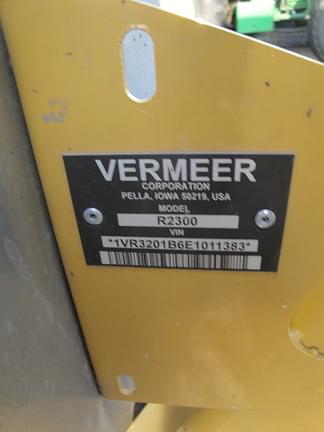 VERMEER
CORPORATION
PELLA, IOWA 50219, USA
MODEL
R2300
VIN
*1VR3201B6E1011383*